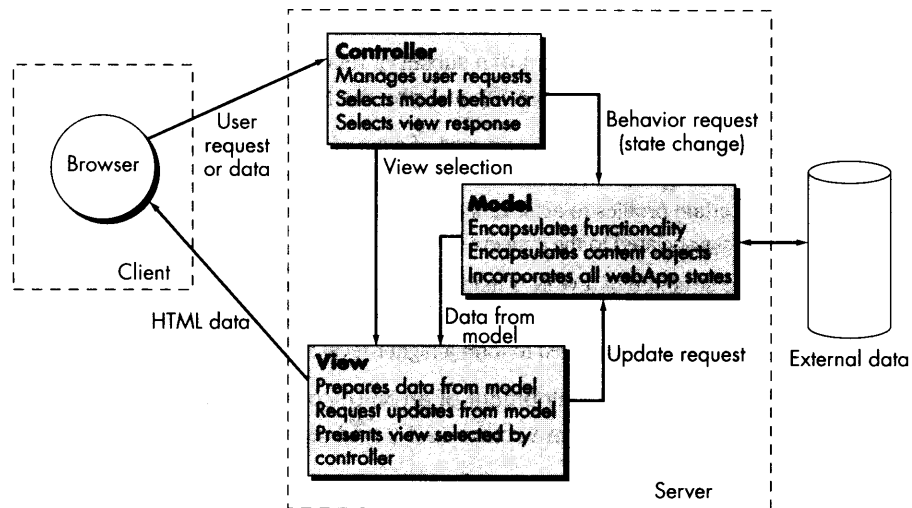 Controller
Manages user requests
Selects model behavior
Selects view response
User
request
or data
Browser
Client
View selection
Behavior request
(state change)
Model
Encapsulates functionality
Encapsulates content objects
Incorporates all webApp states
HTML data
Data from
model
Update request
External data
View
Prepares data from model
Request updates from model
Presents view selected by
controller
Server